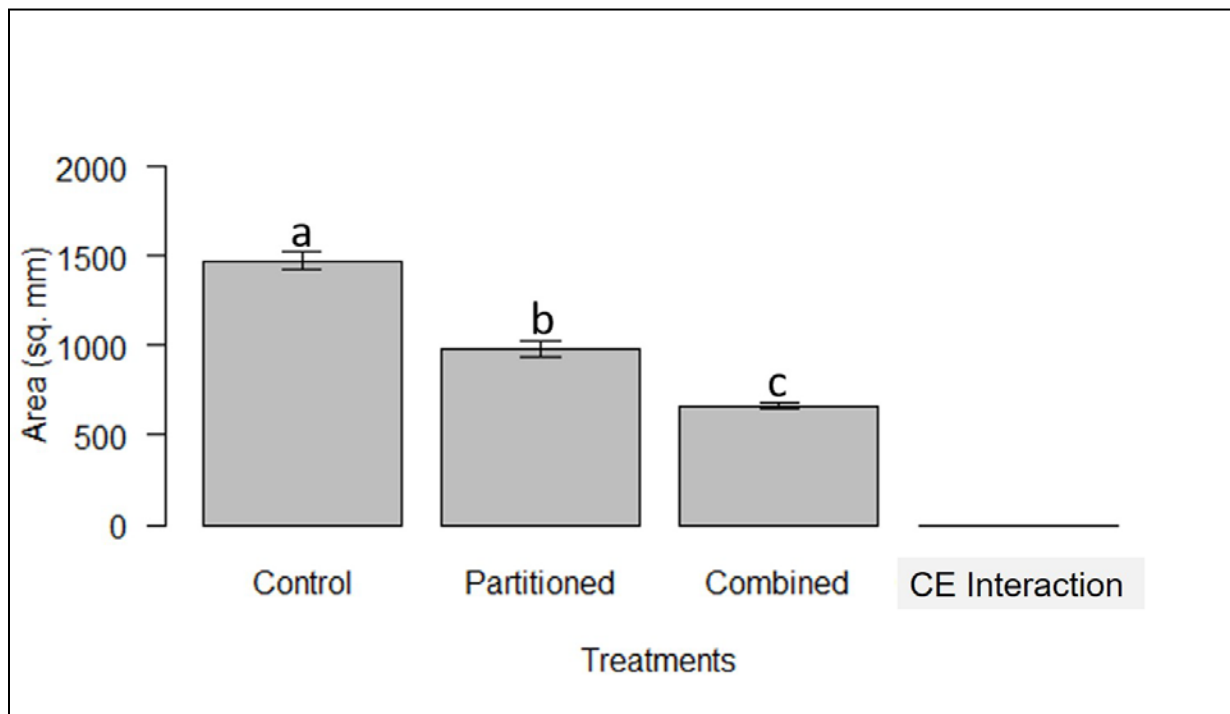 2000
a
1500
b
1000
c
500
0
Area (sq. mm)
Control Partitioned Combined CE Interaction
Treatments